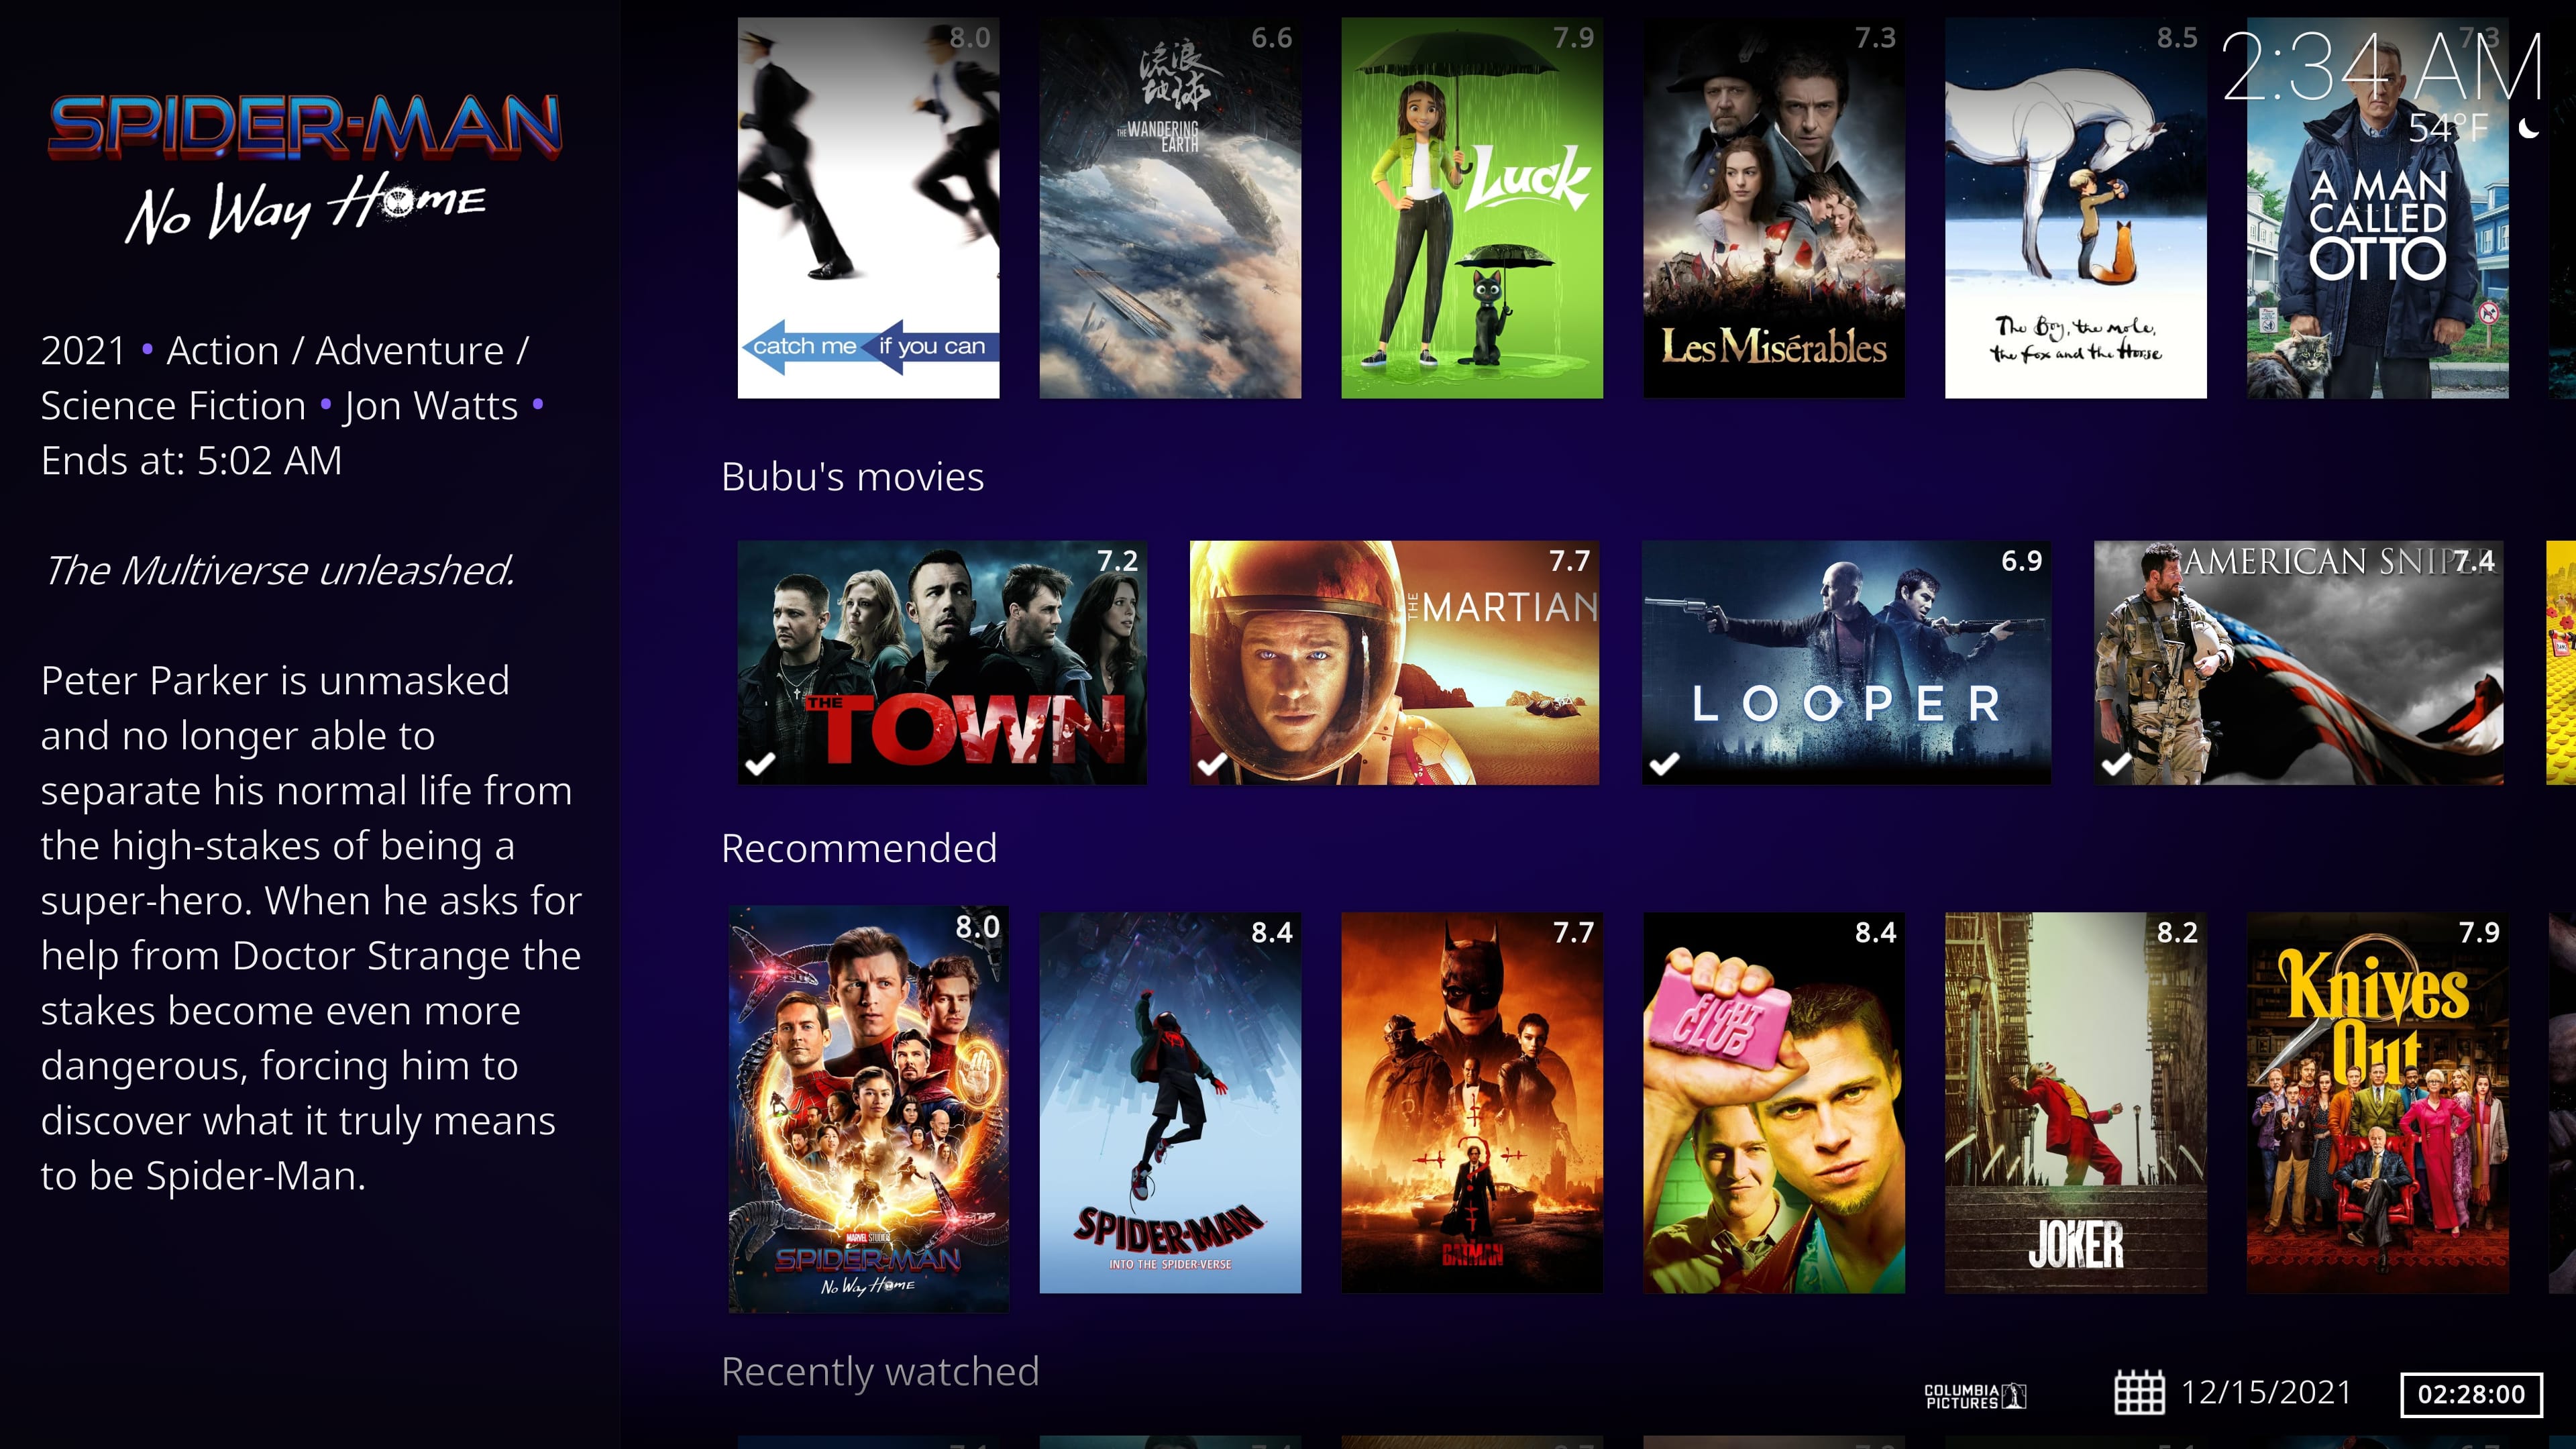 SPIDER-MAN
No Way Home
2021 • Action / Adventure /
Science Fiction • Jon Watts •
Ends at: 5:02 AM
The Multiverse unleashed.
Peter Parker is unmasked
and no longer able to
separate his normal life from
the high-stakes of being a
super-hero. When he asks for
help from Doctor Strange the
stakes become even more
dangerous, forcing him to
discover what it truly means
to be Spider-Man.
2:34 AM
54°F
8.0
catch me if you can
6.6
流浪
地球
THE WANDERING
EARTH
7.9
Luck
7.3
Les Misérables
8.5
The Boy, the mole,
the fox and the Horse
7.3
A MAN
CALLED
OTTO
Bubu's movies
7.2
THE
TOWN
7.7
THE MARTIAN
6.9
LOOPER
AMERICAN SNIPER
7.4
Recommended
8.0
MARVEL STUDIOS
SPIDER-MAN
No Way Home
8.4
SPIDER-MAN
INTO THE SPIDER-VERSE
7.7
BATMAN
8.4
FIGHT
CLUB
8.2
JOKER
7.9
Knives
Out
Recently watched
COLUMBIA
PICTURES
12/15/2021
02:28:00